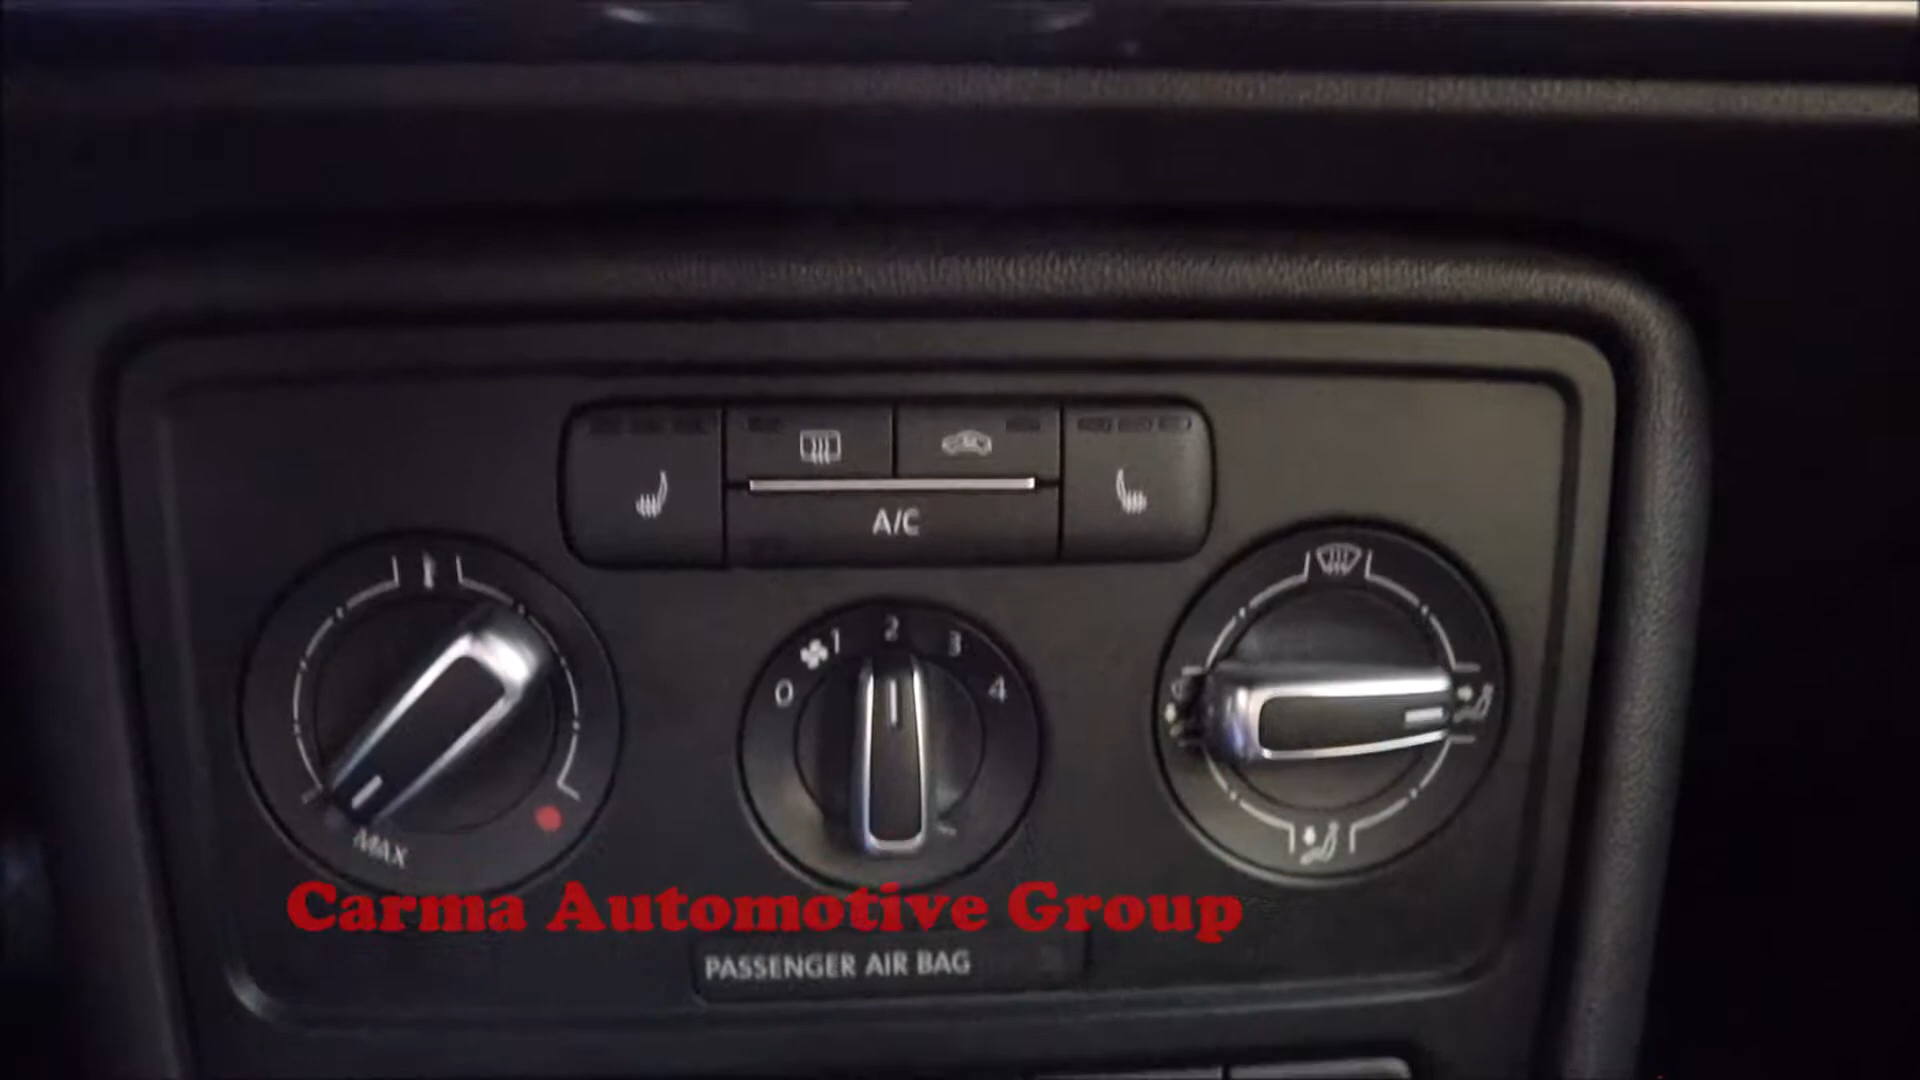 A/C
1 2 3
0 4
MAX
Carma Automotive Group
PASSENGER AIR BAG